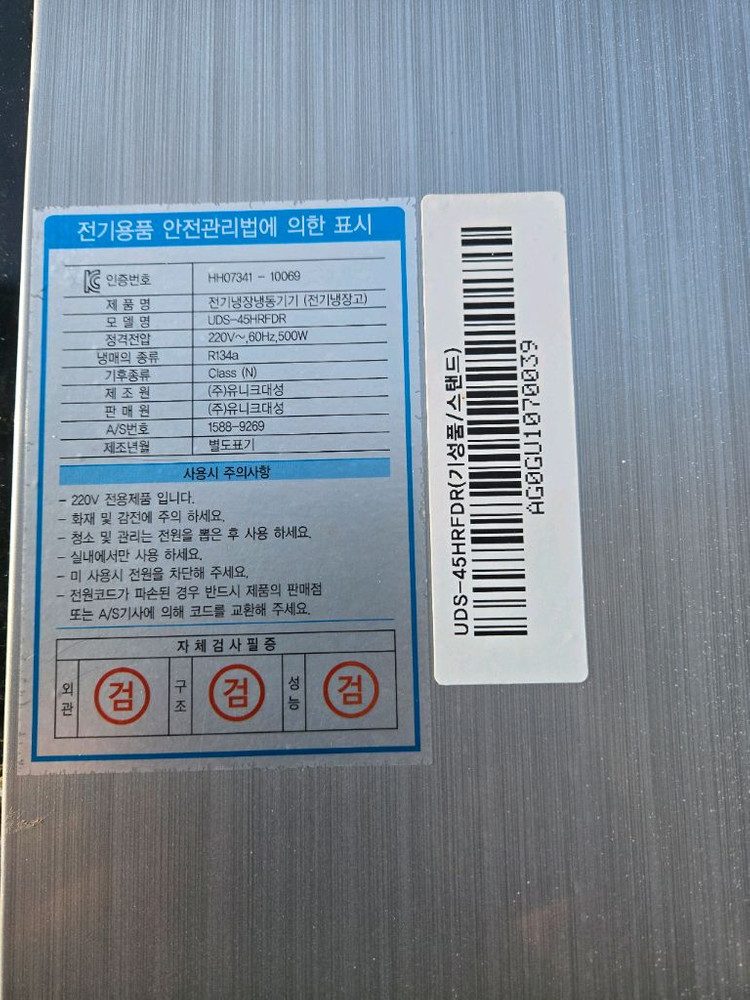 전기용품 안전관리법에 의한 표시
인증번호 HH07341 - 10069
제 품 명 전기냉장냉동기기 (전기냉장고)
모 델 명 UDS-45HRFDR
정격전압 220V~,60Hz,500W
냉매의 종류 R134a
기후종류 Class (N)
제 조 원 (주)유니크대성
판 매 원 (주)유니크대성
A/S번호 1588-9269
제조년월 별도표기
사용시 주의사항
- 220V 전용제품 입니다.
- 화재 및 감전에 주의 하세요.
- 청소 및 관리는 전원을 뽑은 후 사용 하세요.
- 실내에서만 사용 하세요.
- 미 사용시 전원을 차단해 주세요.
- 전원코드가 파손된 경우 반드시 제품의 판매점
또는 A/S기사에 의해 코드를 교환해 주세요.
자체검사필증
외관 검 구조 검 성능 검
UDS-45HRFDR(기성품/스탠드)
AG0GU1070039